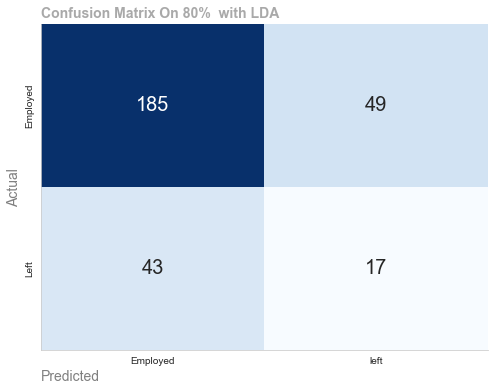 Confusion Matrix On 80%  with LDA
Employed
185
49
Actual
Left
43
17
Employed
left
Predicted